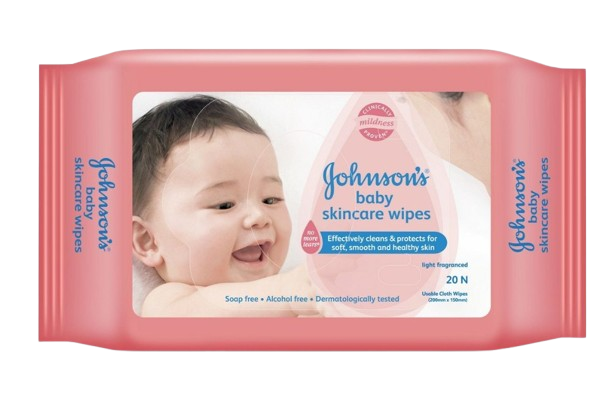 CLINICALLY
mildness
PROVEN
Johnson's®
baby
skincare wipes
no
more
tears®
Effectively cleans & protects for
soft, smooth and healthy skin
light fragranced
20 N
Usable Cloth Wipes
(200mm x 150mm)
Soap free • Alcohol free • Dermatologically tested
Johnson's®
baby
skincare wipes
Johnson's®
baby
skincare wipes